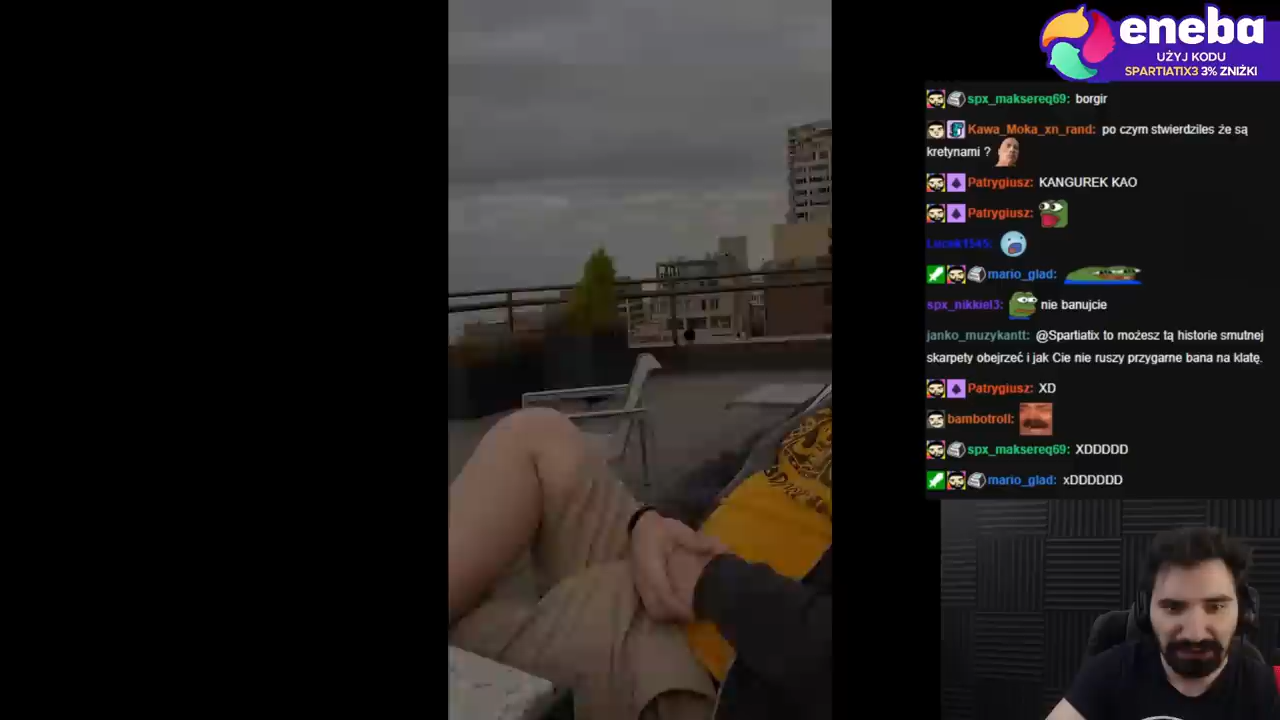 eneba
UŻYJ KODU
SPARTIATIX3 3% ZNIŻKI
spx_maksereq69: borgir
Kawa_Moka_xn_rand: po czym stwierdziles że są
kretynami ?
Patrygiusz: KANGUREK KAO
Patrygiusz:
Lucek1545:
mario_glad:
spx_nikkiel3: nie banujcie
janko_muzykantt: @Spartiatix to możesz tą historie smutnej
skarpety obejrzeć i jak Cie nie ruszy przygarne bana na klatę.
Patrygiusz: XD
bambotroll:
spx_maksereq69: XDDDDD
mario_glad: xDDDDDD